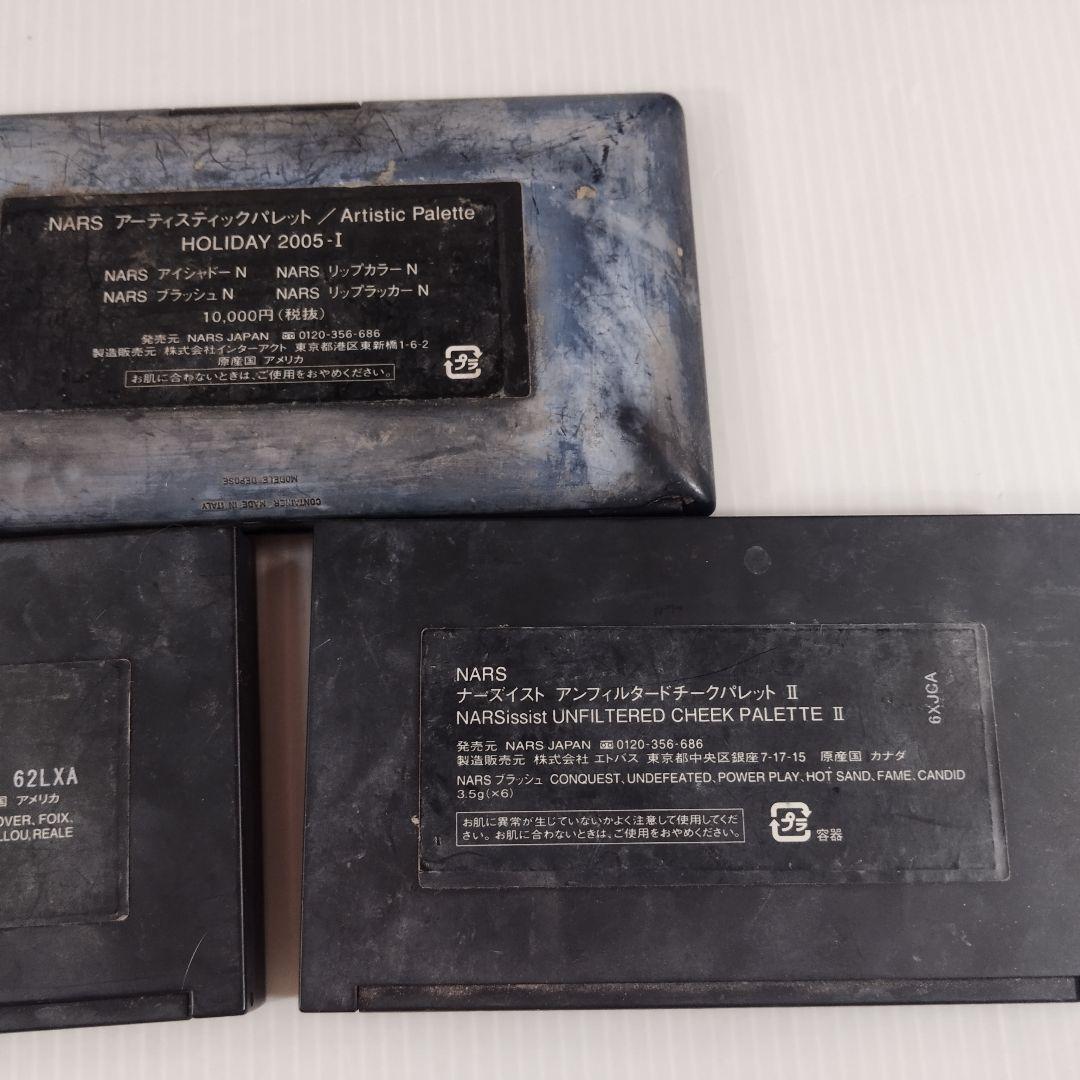 NARS アーティスティックパレット / Artistic Palette
HOLIDAY 2005-I
NARS アイシャドー N NARS リップカラー N
NARS ブラッシュ N NARS リップラッカー N
10,000円(税抜)
発売元 NARS JAPAN 0120-356-686
製造販売元 株式会社インターアクト 東京都港区東新橋1-6-2
原産国 アメリカ
お肌に合わないときは、ご使用をおやめください。
プラ
MODELE DEPOSE
CONTAINER MADE IN ITALY
62LXA
国 アメリカ
OVER, FOIX.
LLOU, REALE
NARS
ナーズイスト アンフィルタードチークパレット II
NARSissist UNFILTERED CHEEK PALETTE II
発売元 NARS JAPAN 0120-356-686
製造販売元 株式会社 エトバス 東京都中央区銀座7-17-15 原産国 カナダ
NARS ブラッシュ CONQUEST, UNDEFEATED, POWER PLAY, HOT SAND, FAME, CANDID
3.5g(×6)
お肌に異常が生じていないかよく注意して使用してくだ
さい。お肌に合わないときは、ご使用をおやめください。
プラ 容器
6XJCA